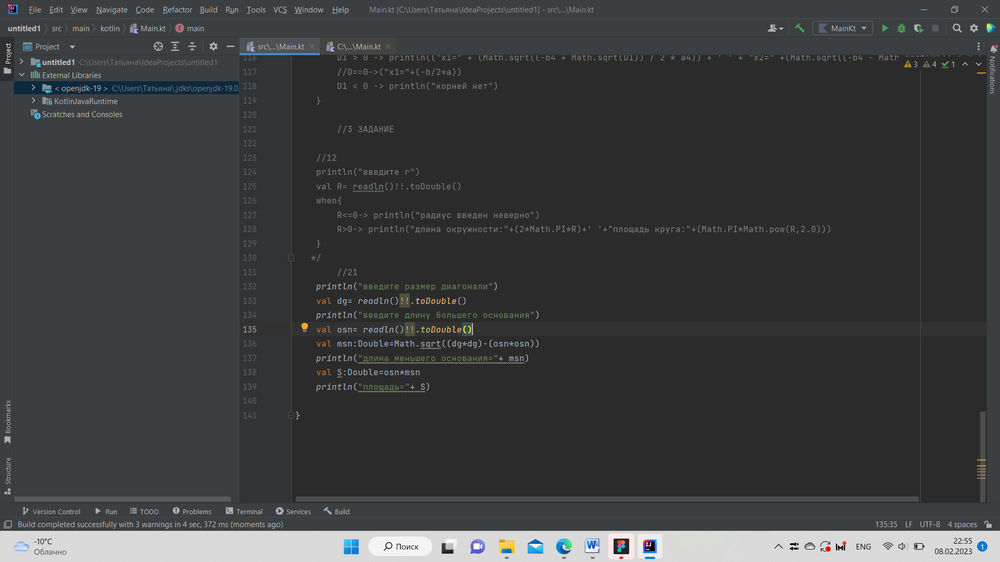 File Edit View Navigate Code Refactor Build Run Tools VCS Window Help Main.kt [C:\Users\Татьяна\IdeaProjects\untitled1] - src\...\Main.kt
untitled1 src main kotlin Main.kt main MainKt
Project
Project src\...\Main.kt C:\...\Main.kt
untitled1 C:\Users\Татьяна\IdeaProjects\untitled1
External Libraries
< openjdk-19 > C:\Users\Татьяна\.jdks\openjdk-19.0.
KotlinJavaRuntime
Scratches and Consoles
3 4 1
Notifications
116 D1 > 0 -> println(("x1=" + (Math.sqrt((-b4 + Math.sqrt(D1)) / 2 * a4)) + ' ' + "x2=" +(Math.sqrt((-b4 - Math
117 //D==0->("x1="+(-b/2*a))
118 D1 < 0 -> println("корней нет")
119 }
120
121 //3 ЗАДАНИЕ
122
123 //12
124 println("введите r")
125 val R= readln()!!.toDouble()
126 when{
127 R<=0-> println("радиус введен неверно")
128 R>0-> println("длина окружности:"+(2*Math.PI*R)+' '+"площадь круга:"+(Math.PI*Math.pow(R,2.0)))
129 }
130 */
131 //21
132 println("введите размер диагонали")
133 val dg= readln()!!.toDouble()
134 println("введите длину большего основания")
135 val osn= readln()!!.toDouble()
136 val msn:Double=Math.sqrt((dg*dg)-(osn*osn))
137 println("длина меньшего основания="+ msn)
138 val S:Double=osn*msn
139 println("площадь="+ S)
140
141 }
Bookmarks
Structure
Version Control Run TODO Problems Terminal Services Build
Build completed successfully with 3 warnings in 4 sec, 372 ms (moments ago) 135:35 LF UTF-8 4 spaces
-10°C
Облачно
Поиск
ENG
22:55
08.02.2023
1